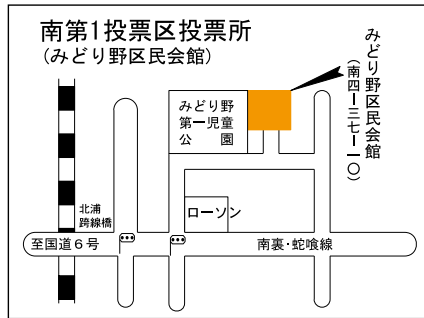 南第1投票区投票所
(みどり野区民会館)
みどり野区民会館
(南四ー三七ー一〇)
みどり野
第一児童
公園
北浦
跨線橋
ローソン
至国道6号
南裏・蛇喰線